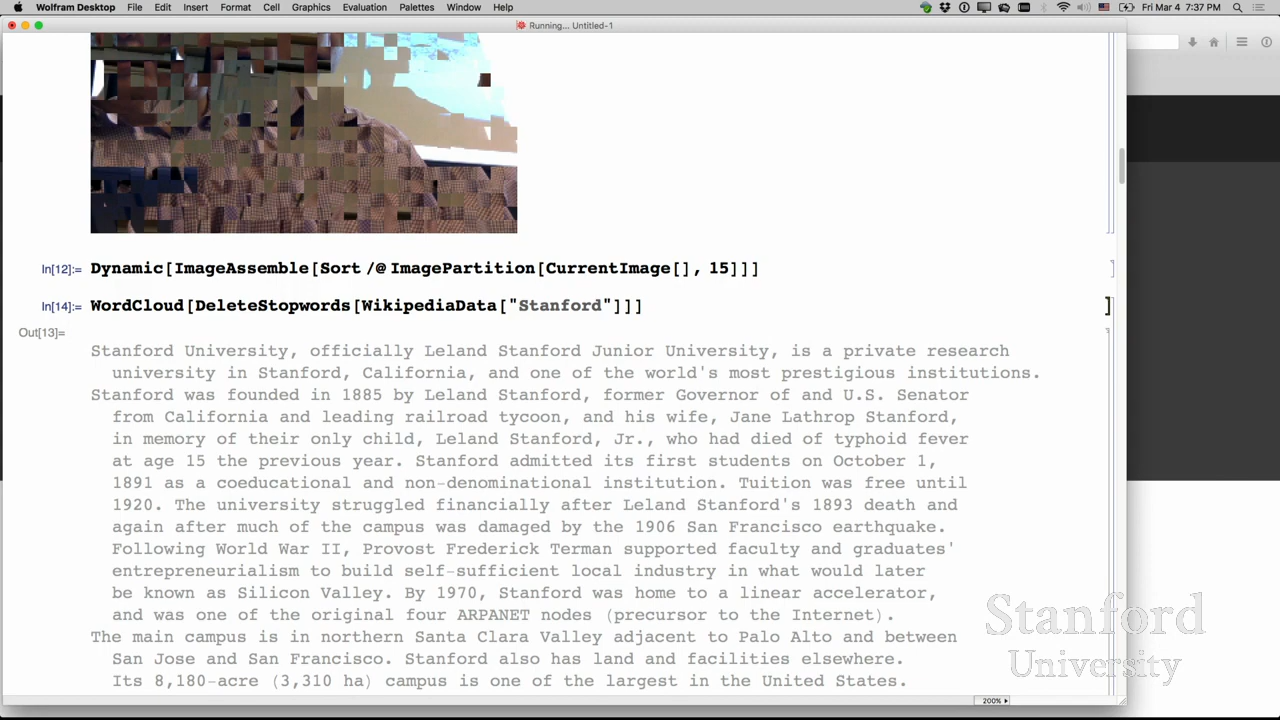 Wolfram Desktop File Edit Insert Format Cell Graphics Evaluation Palettes Window Help Fri Mar 4 7:37 PM
Running... Untitled-1
In[12]:= Dynamic[ImageAssemble[Sort /@ ImagePartition[CurrentImage[], 15]]]
In[14]:= WordCloud[DeleteStopwords[WikipediaData["Stanford"]]]
Out[13]=
Stanford University, officially Leland Stanford Junior University, is a private research
university in Stanford, California, and one of the world's most prestigious institutions.
Stanford was founded in 1885 by Leland Stanford, former Governor of and U.S. Senator
from California and leading railroad tycoon, and his wife, Jane Lathrop Stanford,
in memory of their only child, Leland Stanford, Jr., who had died of typhoid fever
at age 15 the previous year. Stanford admitted its first students on October 1,
1891 as a coeducational and non-denominational institution. Tuition was free until
1920. The university struggled financially after Leland Stanford's 1893 death and
again after much of the campus was damaged by the 1906 San Francisco earthquake.
Following World War II, Provost Frederick Terman supported faculty and graduates'
entrepreneurialism to build self-sufficient local industry in what would later
be known as Silicon Valley. By 1970, Stanford was home to a linear accelerator,
and was one of the original four ARPANET nodes (precursor to the Internet).
The main campus is in northern Santa Clara Valley adjacent to Palo Alto and between
San Jose and San Francisco. Stanford also has land and facilities elsewhere.
Its 8,180-acre (3,310 ha) campus is one of the largest in the United States.
Stanford
University
200%